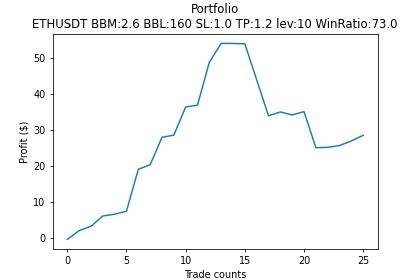 Portfolio
ETHUSDT BBM:2.6 BBL:160 SL:1.0 TP:1.2 lev:10 WinRatio:73.0
50
40
30
20
10
0
Profit ($)
0 5 10 15 20 25
Trade counts